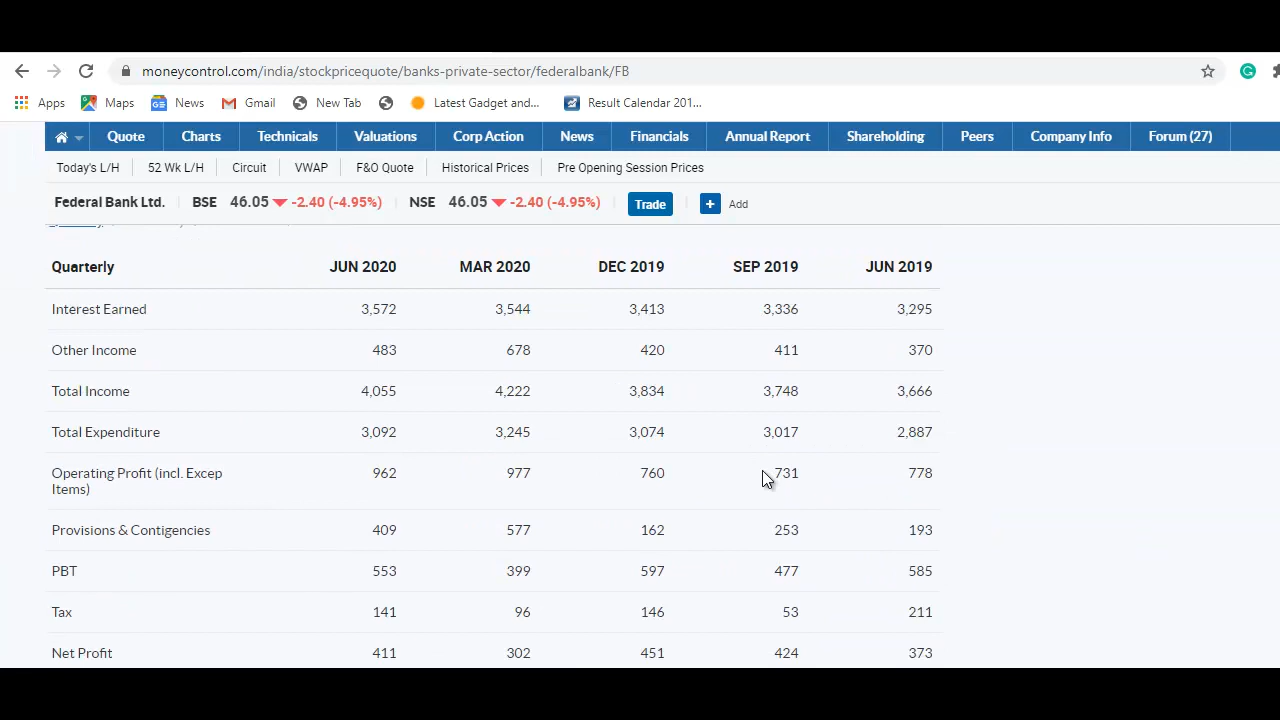 moneycontrol.com/india/stockpricequote/banks-private-sector/federalbank/FB
Apps Maps News Gmail New Tab Latest Gadget and... Result Calendar 201...
Quote Charts Technicals Valuations Corp Action News Financials Annual Report Shareholding Peers Company Info Forum (27)
Today's L/H 52 Wk L/H Circuit VWAP F&O Quote Historical Prices Pre Opening Session Prices
Federal Bank Ltd. BSE 46.05 -2.40 (-4.95%) NSE 46.05 -2.40 (-4.95%) Trade + Add
Quarterly JUN 2020 MAR 2020 DEC 2019 SEP 2019 JUN 2019
Interest Earned 3,572 3,544 3,413 3,336 3,295
Other Income 483 678 420 411 370
Total Income 4,055 4,222 3,834 3,748 3,666
Total Expenditure 3,092 3,245 3,074 3,017 2,887
Operating Profit (incl. Excep 962 977 760 731 778
Items)
Provisions & Contigencies 409 577 162 253 193
PBT 553 399 597 477 585
Tax 141 96 146 53 211
Net Profit 411 302 451 424 373